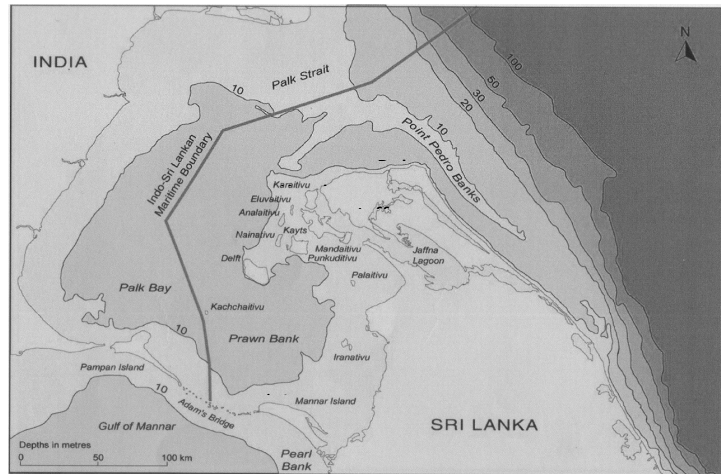 INDIA
N
100
50
30
20
10
Palk Strait
10
Point Pedro Banks
Indo-Sri Lankan
Maritime Boundary
Karaitivu
Eluvaitivu
Analaitivu
Nainativu
Kayts
Mandaitivu
Punkuditivu
Delft
Jaffna
Lagoon
Palaitivu
Palk Bay
Kachchaitivu
10
Prawn Bank
Iranativu
Pampan Island
10
Adam's Bridge
Mannar Island
Gulf of Mannar
SRI LANKA
Depths in metres
0
50
100 km
Pearl
Bank